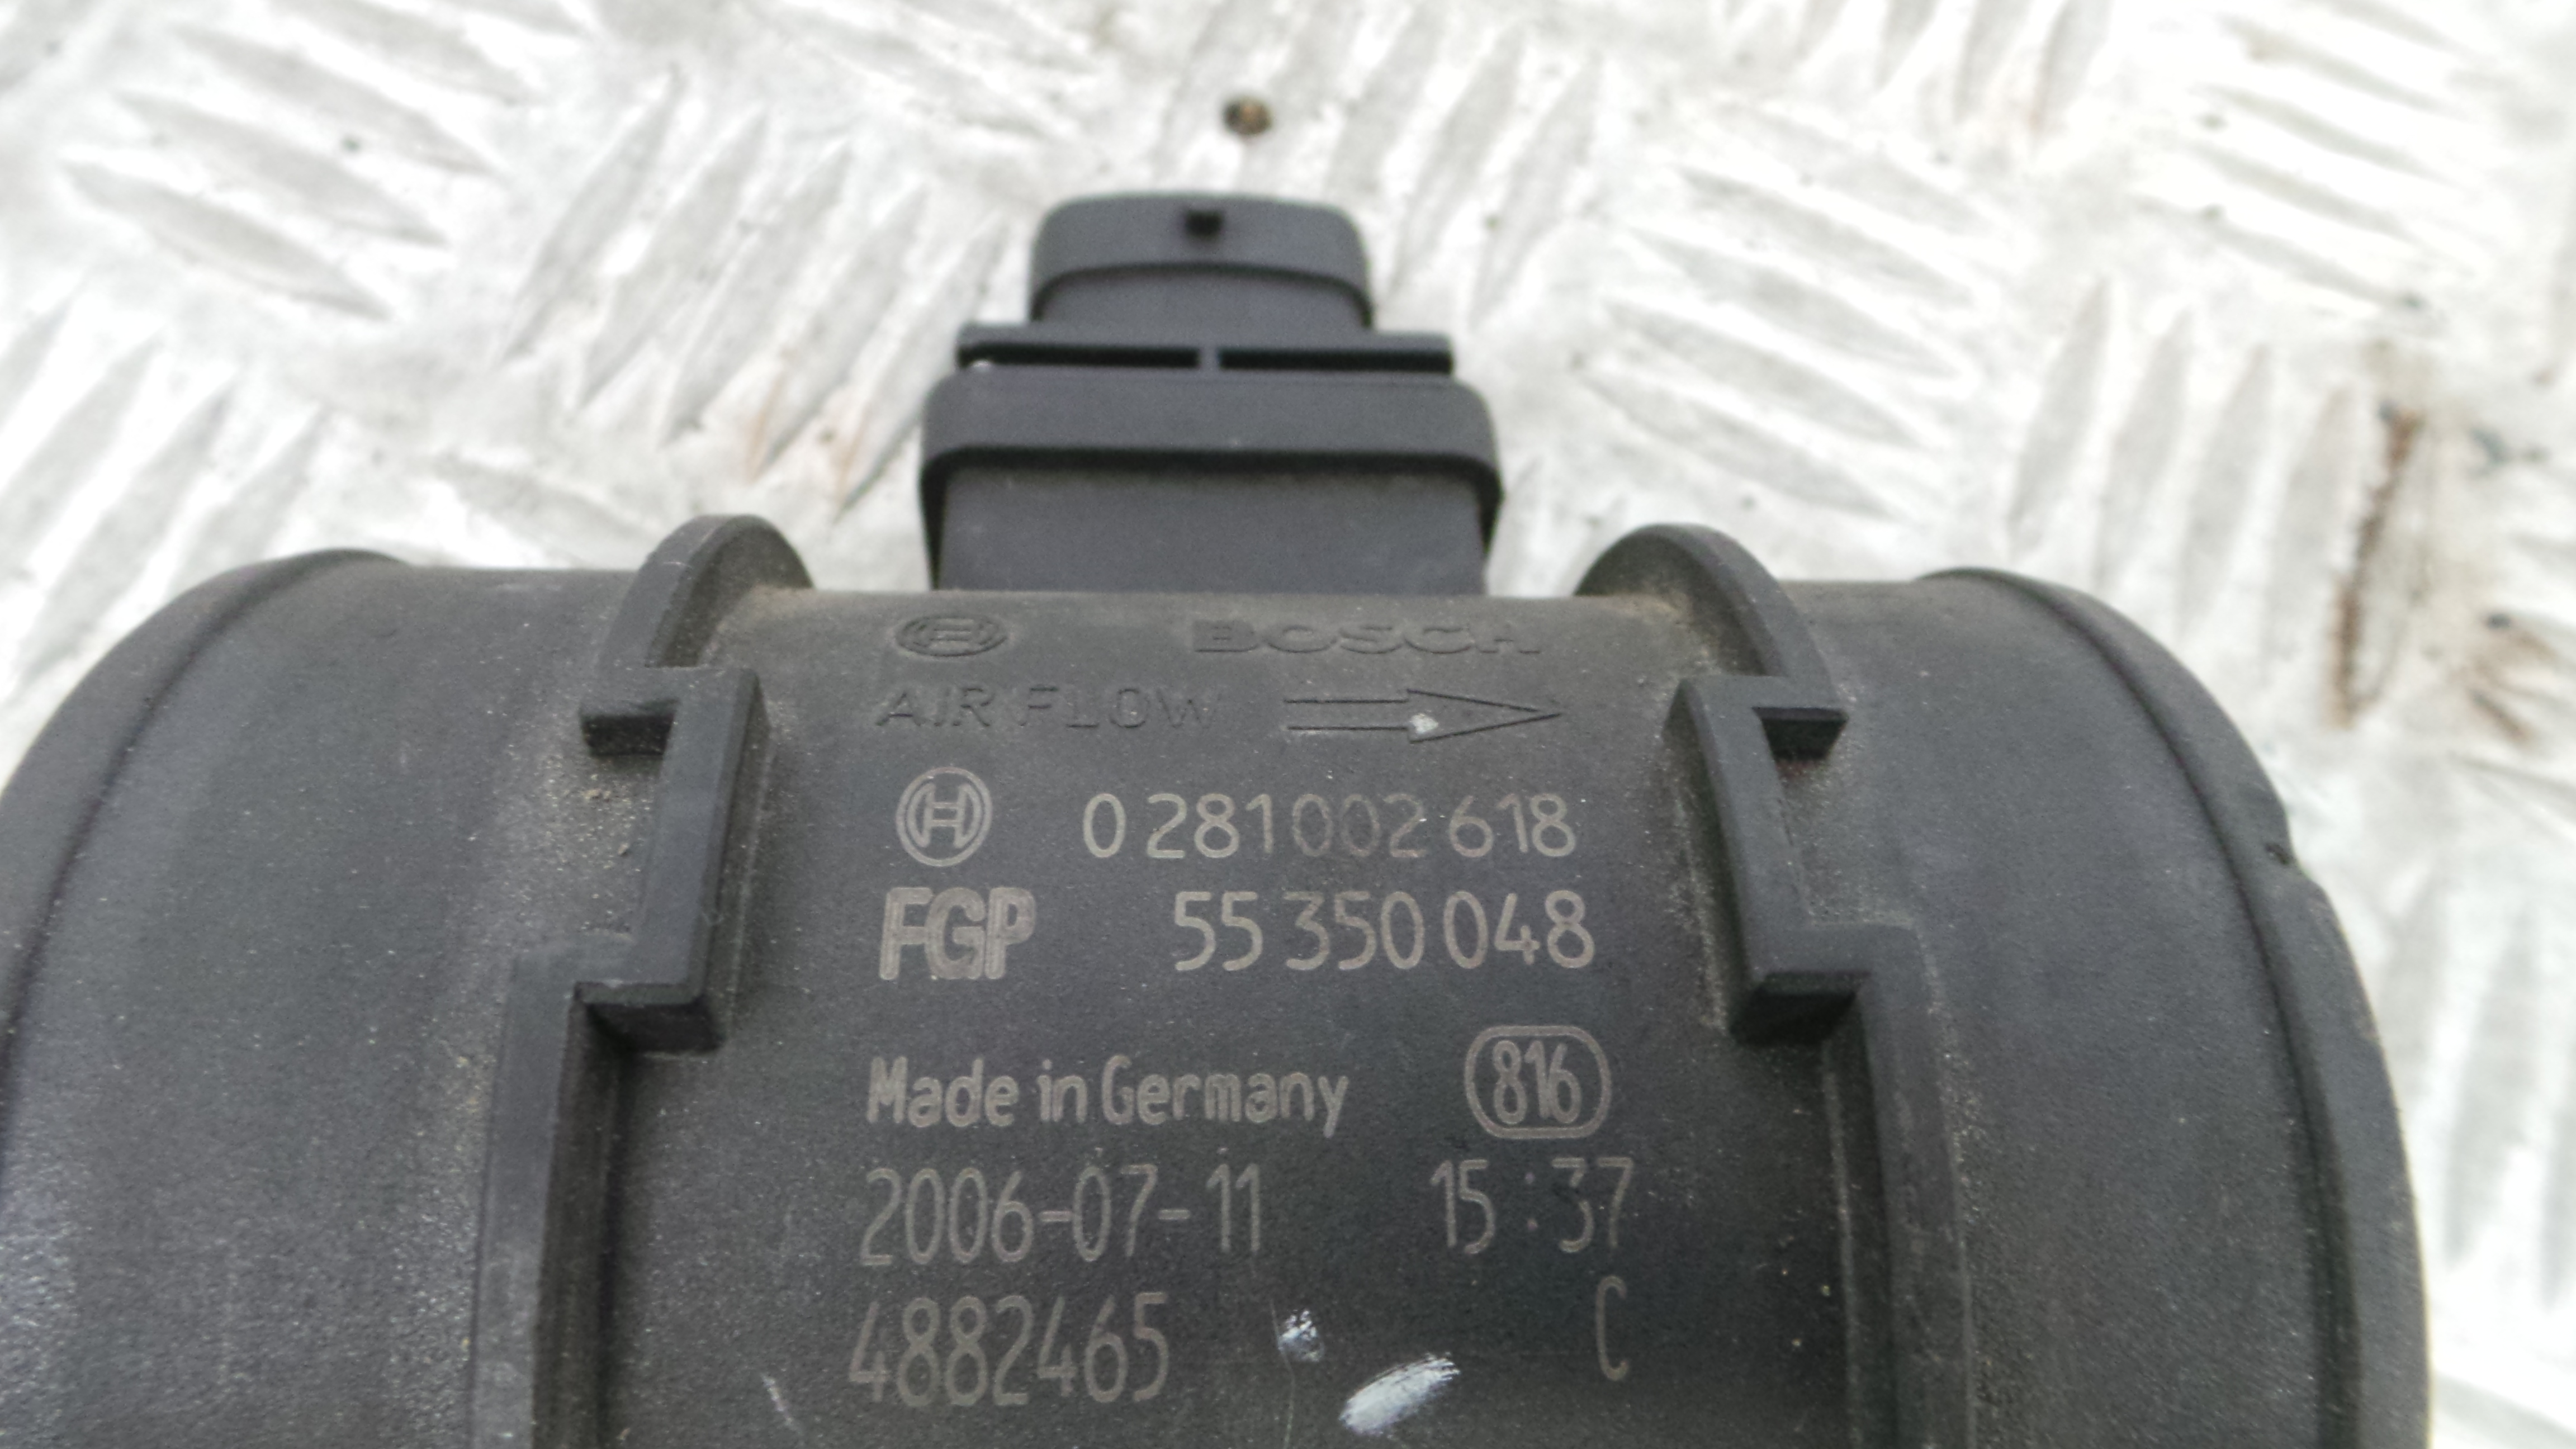 BOSCH
AIR FLOW
0 281 002 618
FGP 55 350 048
Made in Germany 816
2006-07-11 15:37
4882465 C